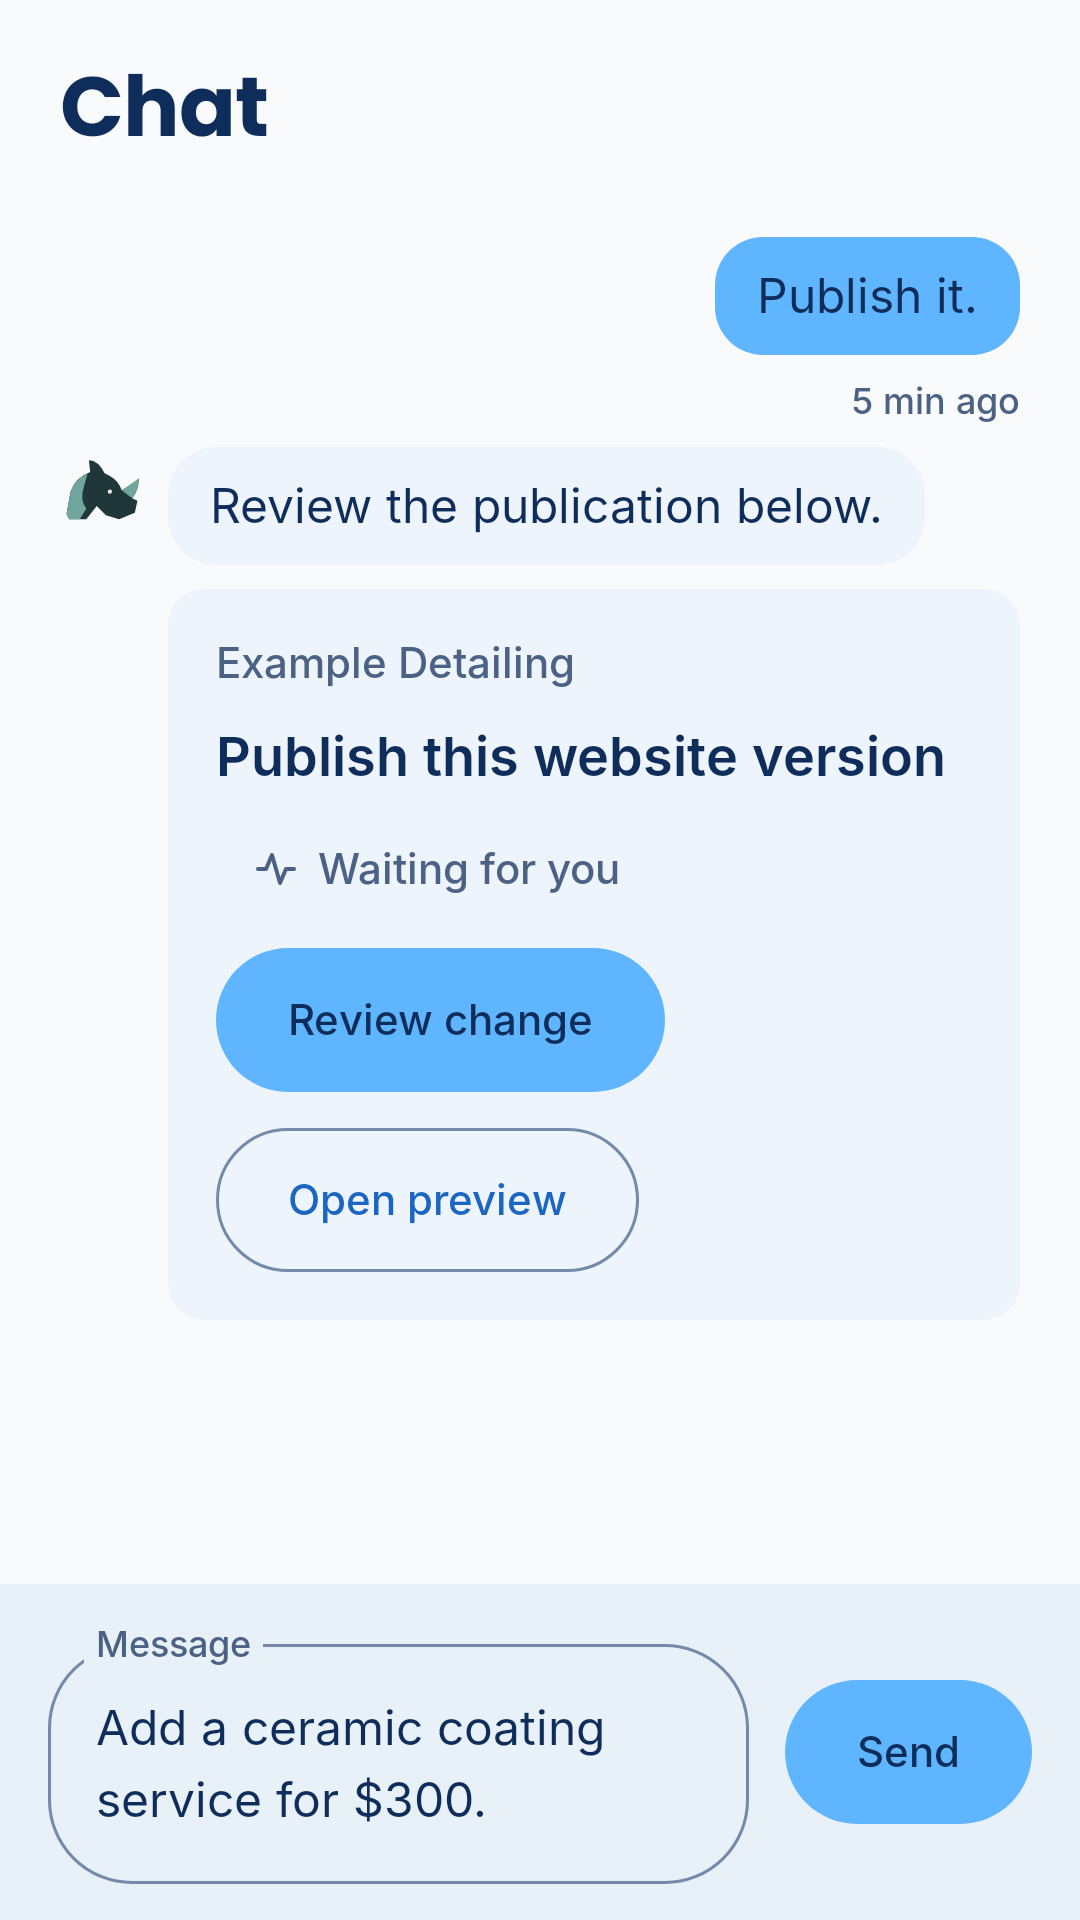 Chat
Publish it.
5 min ago
Review the publication below.
Example Detailing
Publish this website version
Waiting for you
Review change
Open preview
Message
Add a ceramic coating
service for $300.
Send